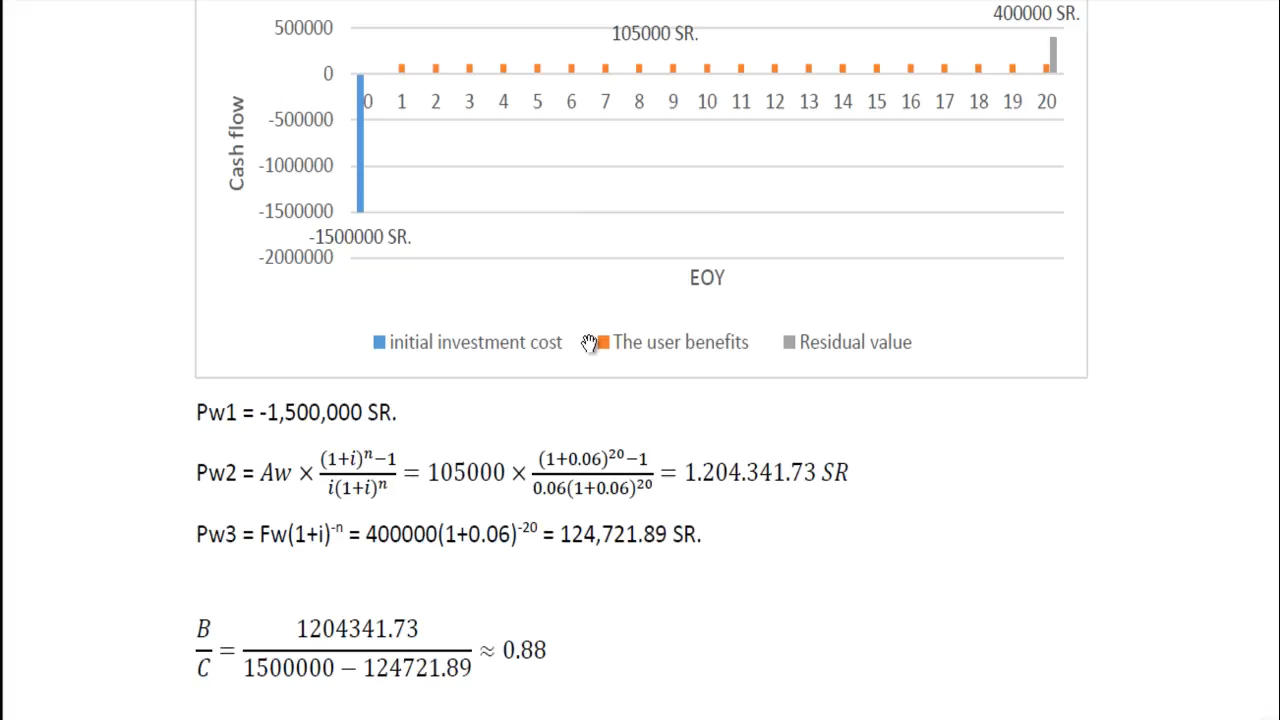 400000 SR.
500000
105000 SR.
0
0 1 2 3 4 5 6 7 8 9 10 11 12 13 14 15 16 17 18 19 20
-500000
Cash flow
-1000000
-1500000
-1500000 SR.
-2000000
EOY
initial investment cost The user benefits Residual value
Pw1 = -1,500,000 SR.
Pw2 = Aw × (1+i)^n−1 / i(1+i)^n = 105000 × (1+0.06)^20−1 / 0.06(1+0.06)^20 = 1.204.341.73 SR
Pw3 = Fw(1+i)^-n = 400000(1+0.06)^-20 = 124,721.89 SR.
B/C = 1204341.73 / 1500000 − 124721.89 ≈ 0.88